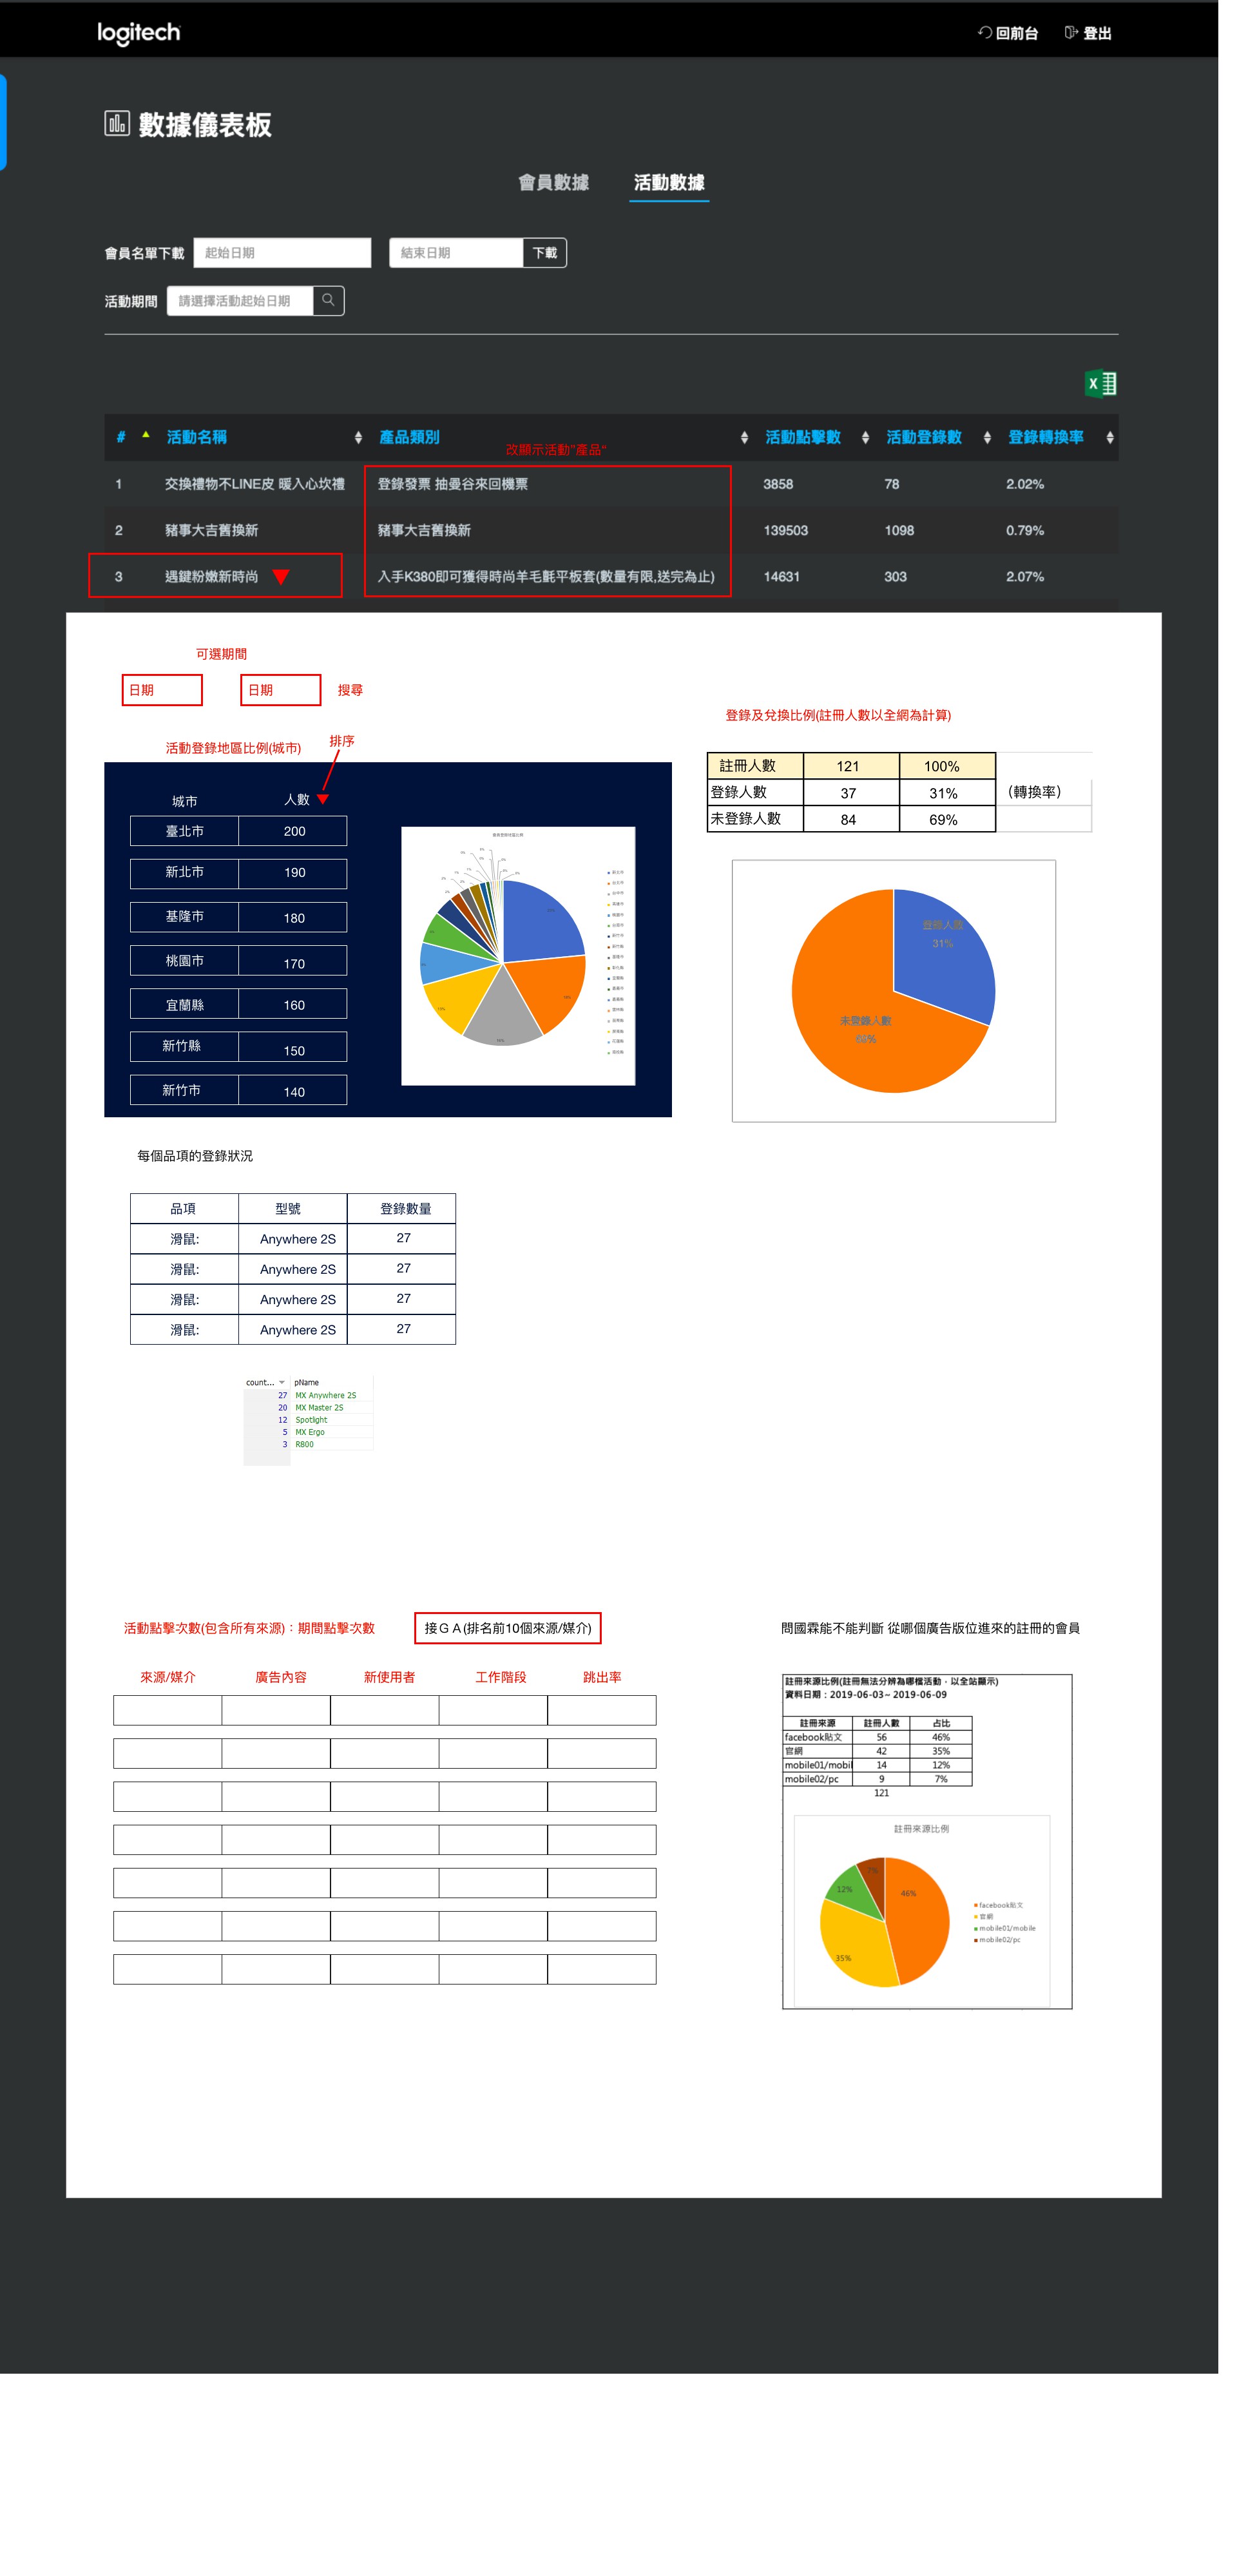 logitech
回前台 登出
數據儀表板
會員數據 活動數據
會員名單下載 起始日期 結束日期 下載
活動期間 請選擇活動起始日期
# 活動名稱 產品類別 活動點擊數 活動登錄數 登錄轉換率
改顯示活動"產品"
1 交換禮物不LINE皮 暖入心坎禮 登錄發票 抽曼谷來回機票 3858 78 2.02%
2 豬事大吉舊換新 豬事大吉舊換新 139503 1098 0.79%
3 遇鍵粉嫩新時尚 入手K380即可獲得時尚羊毛氈平板套(數量有限,送完為止) 14631 303 2.07%
可選期間
日期 日期 搜尋
活動登錄地區比例(城市) 排序
城市 人數
臺北市 200
新北市 190
基隆市 180
桃園市 170
宜蘭縣 160
新竹縣 150
新竹市 140
登錄及兌換比例(註冊人數以全網為計算)
註冊人數 121 100%
登錄人數 37 31% (轉換率)
未登錄人數 84 69%
登錄人數
31%
未登錄人數
每個品項的登錄狀況
品項 型號 登錄數量
滑鼠: Anywhere 2S 27
滑鼠: Anywhere 2S 27
滑鼠: Anywhere 2S 27
滑鼠: Anywhere 2S 27
count... pName
27 MX Anywhere 2S
20 MX Master 2S
12 Spotlight
5 MX Ergo
3 R800
活動點擊次數(包含所有來源)：期間點擊次數 接ＧＡ(排名前10個來源/媒介)
來源/媒介 廣告內容 新使用者 工作階段 跳出率
問國霖能不能判斷 從哪個廣告版位進來的註冊的會員
註冊來源比例(註冊無法分辨為哪檔活動，以全站顯示)
資料日期：2019-06-03~ 2019-06-09
註冊來源 註冊人數 占比
facebook貼文 56 46%
官網 42 35%
mobile01/mobil 14 12%
mobile02/pc 9 7%
121
註冊來源比例
7%
12%
46%
35%
facebook貼文
官網
mobile01/mobile
mobile02/pc